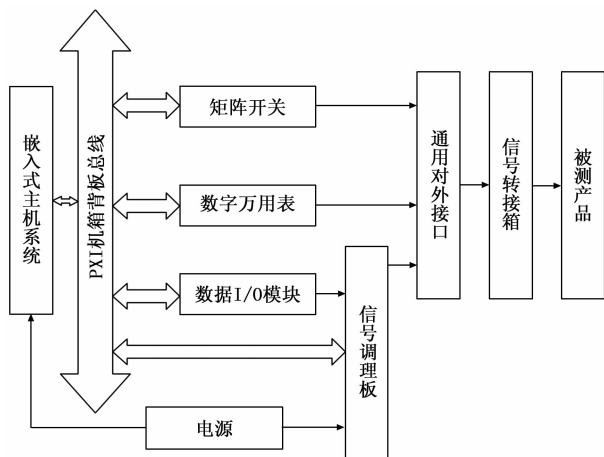 嵌入式主机系统
PXI机箱背板总线
矩阵开关
数字万用表
数据I/O模块
电源
信号调理板
通用对外接口
信号转接箱
被测产品